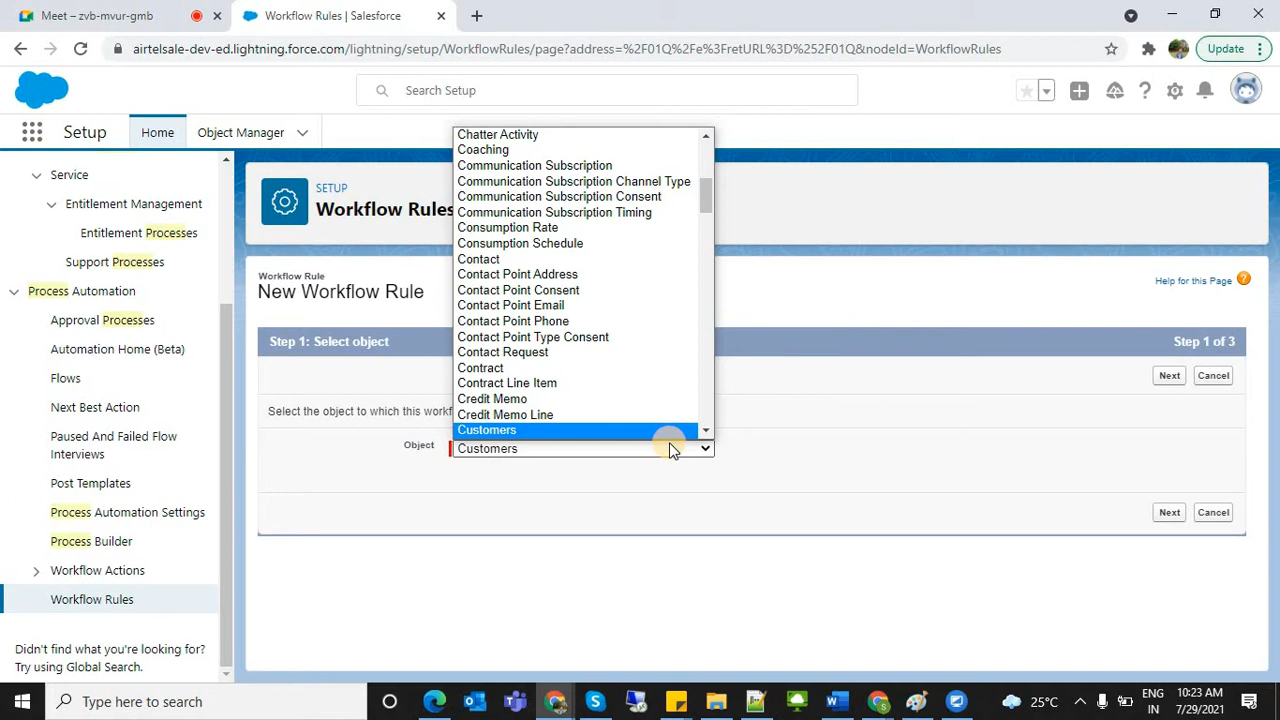 Meet – zvb-mvur-gmb
Workflow Rules | Salesforce
airtelsale-dev-ed.lightning.force.com/lightning/setup/WorkflowRules/page?address=%2F01Q%2Fe%3FretURL%3D%252F01Q&nodeId=WorkflowRules
Update
Search Setup
Setup
Home
Object Manager
Service
Entitlement Management
Entitlement Processes
Support Processes
Process Automation
Approval Processes
Automation Home (Beta)
Flows
Next Best Action
Paused And Failed Flow
Interviews
Post Templates
Process Automation Settings
Process Builder
Workflow Actions
Workflow Rules
Didn't find what you're looking for?
Try using Global Search.
SETUP
Workflow Rules
Workflow Rule
New Workflow Rule
Help for this Page
Step 1: Select object
Step 1 of 3
Next
Cancel
Select the object to which this workf
Object
Chatter Activity
Coaching
Communication Subscription
Communication Subscription Channel Type
Communication Subscription Consent
Communication Subscription Timing
Consumption Rate
Consumption Schedule
Contact
Contact Point Address
Contact Point Consent
Contact Point Email
Contact Point Phone
Contact Point Type Consent
Contact Request
Contract
Contract Line Item
Credit Memo
Credit Memo Line
Customers
Customers
Next
Cancel
Type here to search
25°C
ENG
IN
10:23 AM
7/29/2021